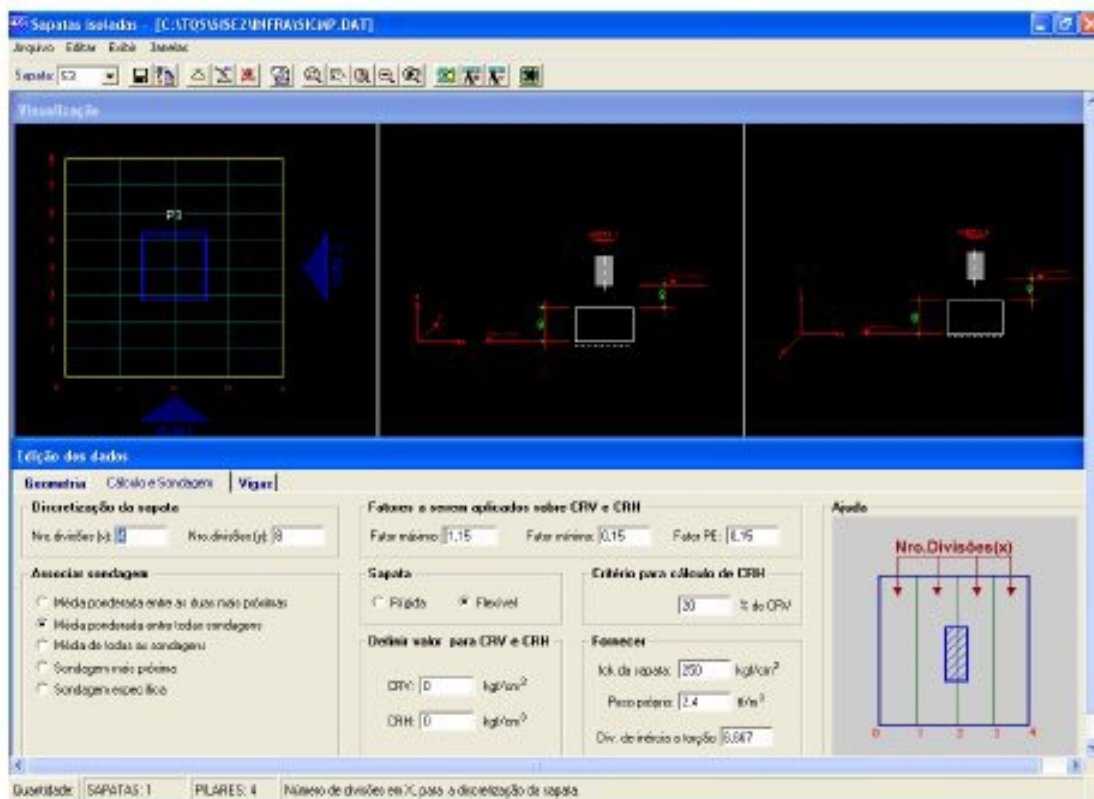 Sapatas isoladas - [C:\TQS\SISE2\INFRA\SICINP.DAT]
Arquivo Editar Exibir Janelas
Sapata: S3
Visualização
P3
Edição dos dados
Geometria Cálculo e Sondagem Vigas
Discretização da sapata
Nro. divisões (x): Nro. divisões (y): 8
Associar sondagem
Média ponderada entre as duas mais próximas
Média ponderada entre todas sondagens
Média de todas as sondagens
Sondagem mais próxima
Sondagem específica
Fatores a serem aplicados sobre CRV e CRH
Fator máximo: 1,15 Fator mínimo: 0,15 Fator PE: 0,15
Sapata
Rígida Flexível
Definir valor para CRV e CRH
CRV: 0 kgf/cm³
CRH: 0 kgf/cm³
Critério para cálculo de CRH
20 % do CRV
Fornecer
fck da sapata: 250 kgf/cm²
Peso próprio: 2.4 tf/m³
Div. de inércia a torção: 6,667
Ajuda
Nro.Divisões(x)
0 1 2 3 4
Quantidade: SAPATAS: 1 PILARES: 4 Número de divisões em X, para a discretização da sapata